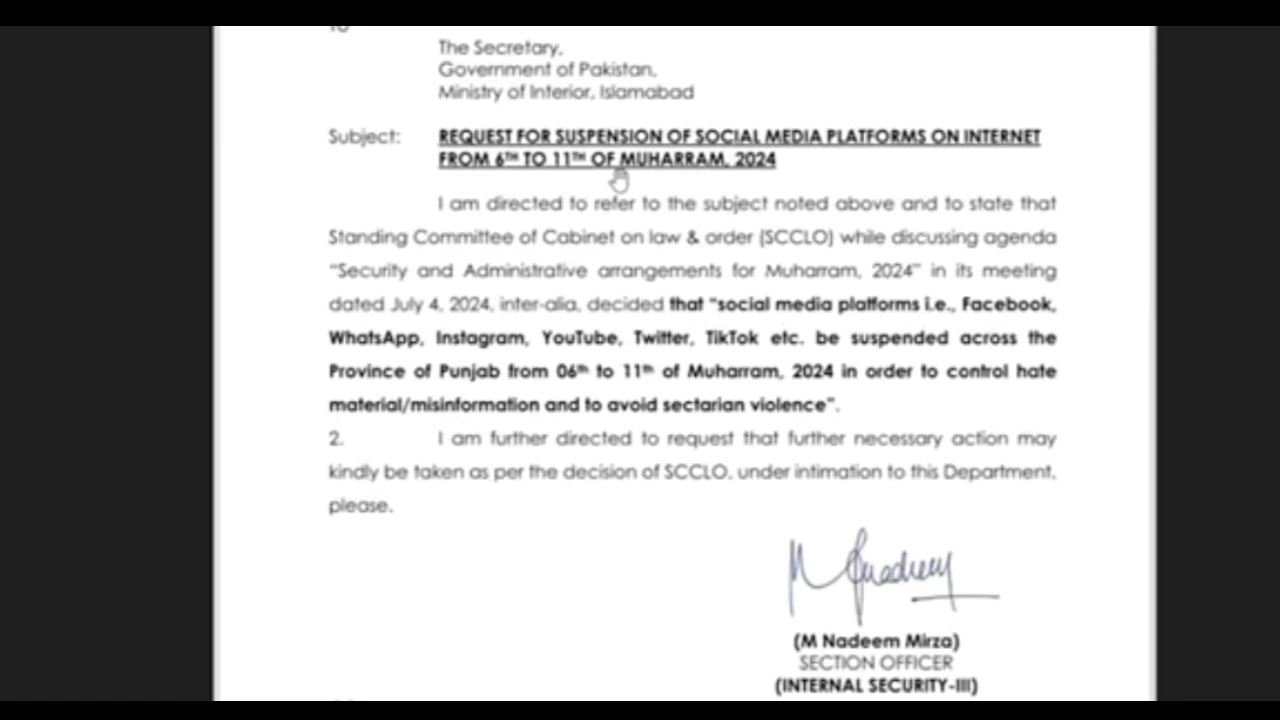 The Secretary,
Government of Pakistan,
Ministry of Interior, Islamabad
Subject: REQUEST FOR SUSPENSION OF SOCIAL MEDIA PLATFORMS ON INTERNET
FROM 6TH TO 11TH OF MUHARRAM, 2024
I am directed to refer to the subject noted above and to state that
Standing Committee of Cabinet on law & order (SCCLO) while discussing agenda
"Security and Administrative arrangements for Muharram, 2024" in its meeting
dated July 4, 2024, inter-alia, decided that "social media platforms i.e., Facebook,
WhatsApp, Instagram, YouTube, Twitter, TikTok etc. be suspended across the
Province of Punjab from 06th to 11th of Muharram, 2024 in order to control hate
material/misinformation and to avoid sectarian violence".
2. I am further directed to request that further necessary action may
kindly be taken as per the decision of SCCLO, under intimation to this Department,
please.
(M Nadeem Mirza)
SECTION OFFICER
(INTERNAL SECURITY-III)